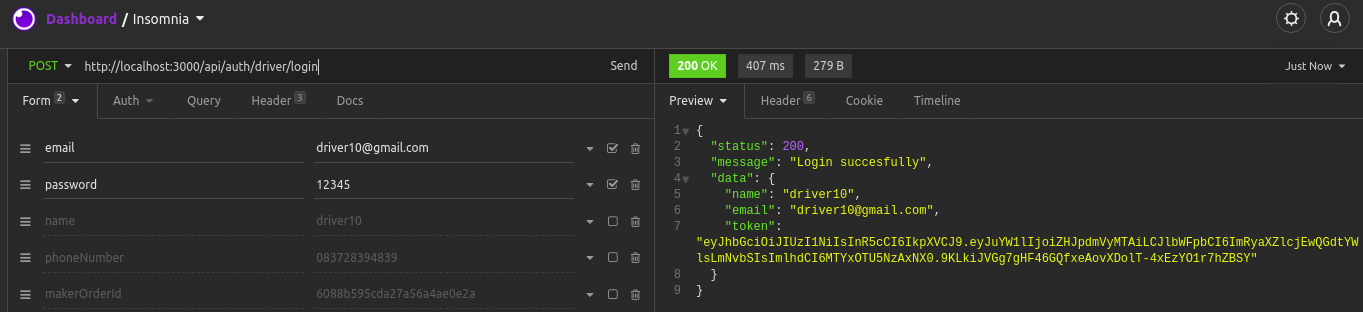 Dashboard / Insomnia
POST http://localhost:3000/api/auth/driver/login Send
200 OK 407 ms 279 B Just Now
Form 2 Auth Query Header 3 Docs
Preview Header 6 Cookie Timeline
email driver10@gmail.com
password 12345
name driver10
phoneNumber 083728394839
makerOrderId 6088b595cda27a56a4ae0e2a
1 {
2 "status": 200,
3 "message": "Login succesfully",
4 "data": {
5 "name": "driver10",
6 "email": "driver10@gmail.com",
7 "token":
"eyJhbGciOiJIUzI1NiIsInR5cCI6IkpXVCJ9.eyJuYW1lIjoiZHJpdmVyMTAiLCJlbWFpbCI6ImRyaXZlcjEwQGdtYW
lsLmNvbSIsImlhdCI6MTYxOTU5NzAxNX0.9KLkiJVGg7gHF46GQfxeAovXDolT-4xEzYO1r7hZBSY"
8 }
9 }